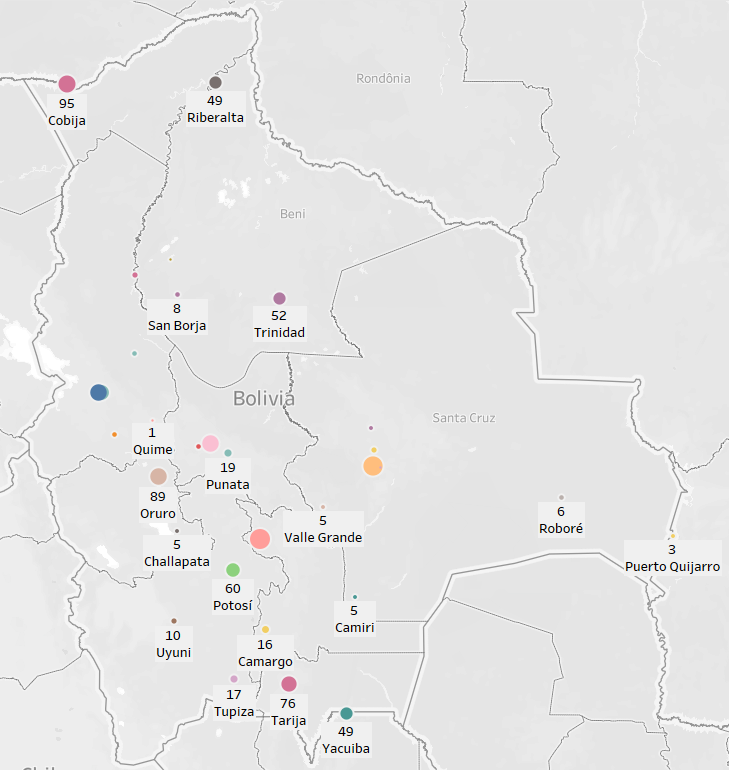 Rondônia
95
Cobija
49
Riberalta
Beni
8
San Borja
52
Trinidad
Bolivia
Santa Cruz
1
Quime
19
Punata
89
Oruro
5
Valle Grande
6
Roboré
5
Challapata
3
Puerto Quijarro
60
Potosí
5
Camiri
10
Uyuni
16
Camargo
17
Tupiza
76
Tarija
49
Yacuiba